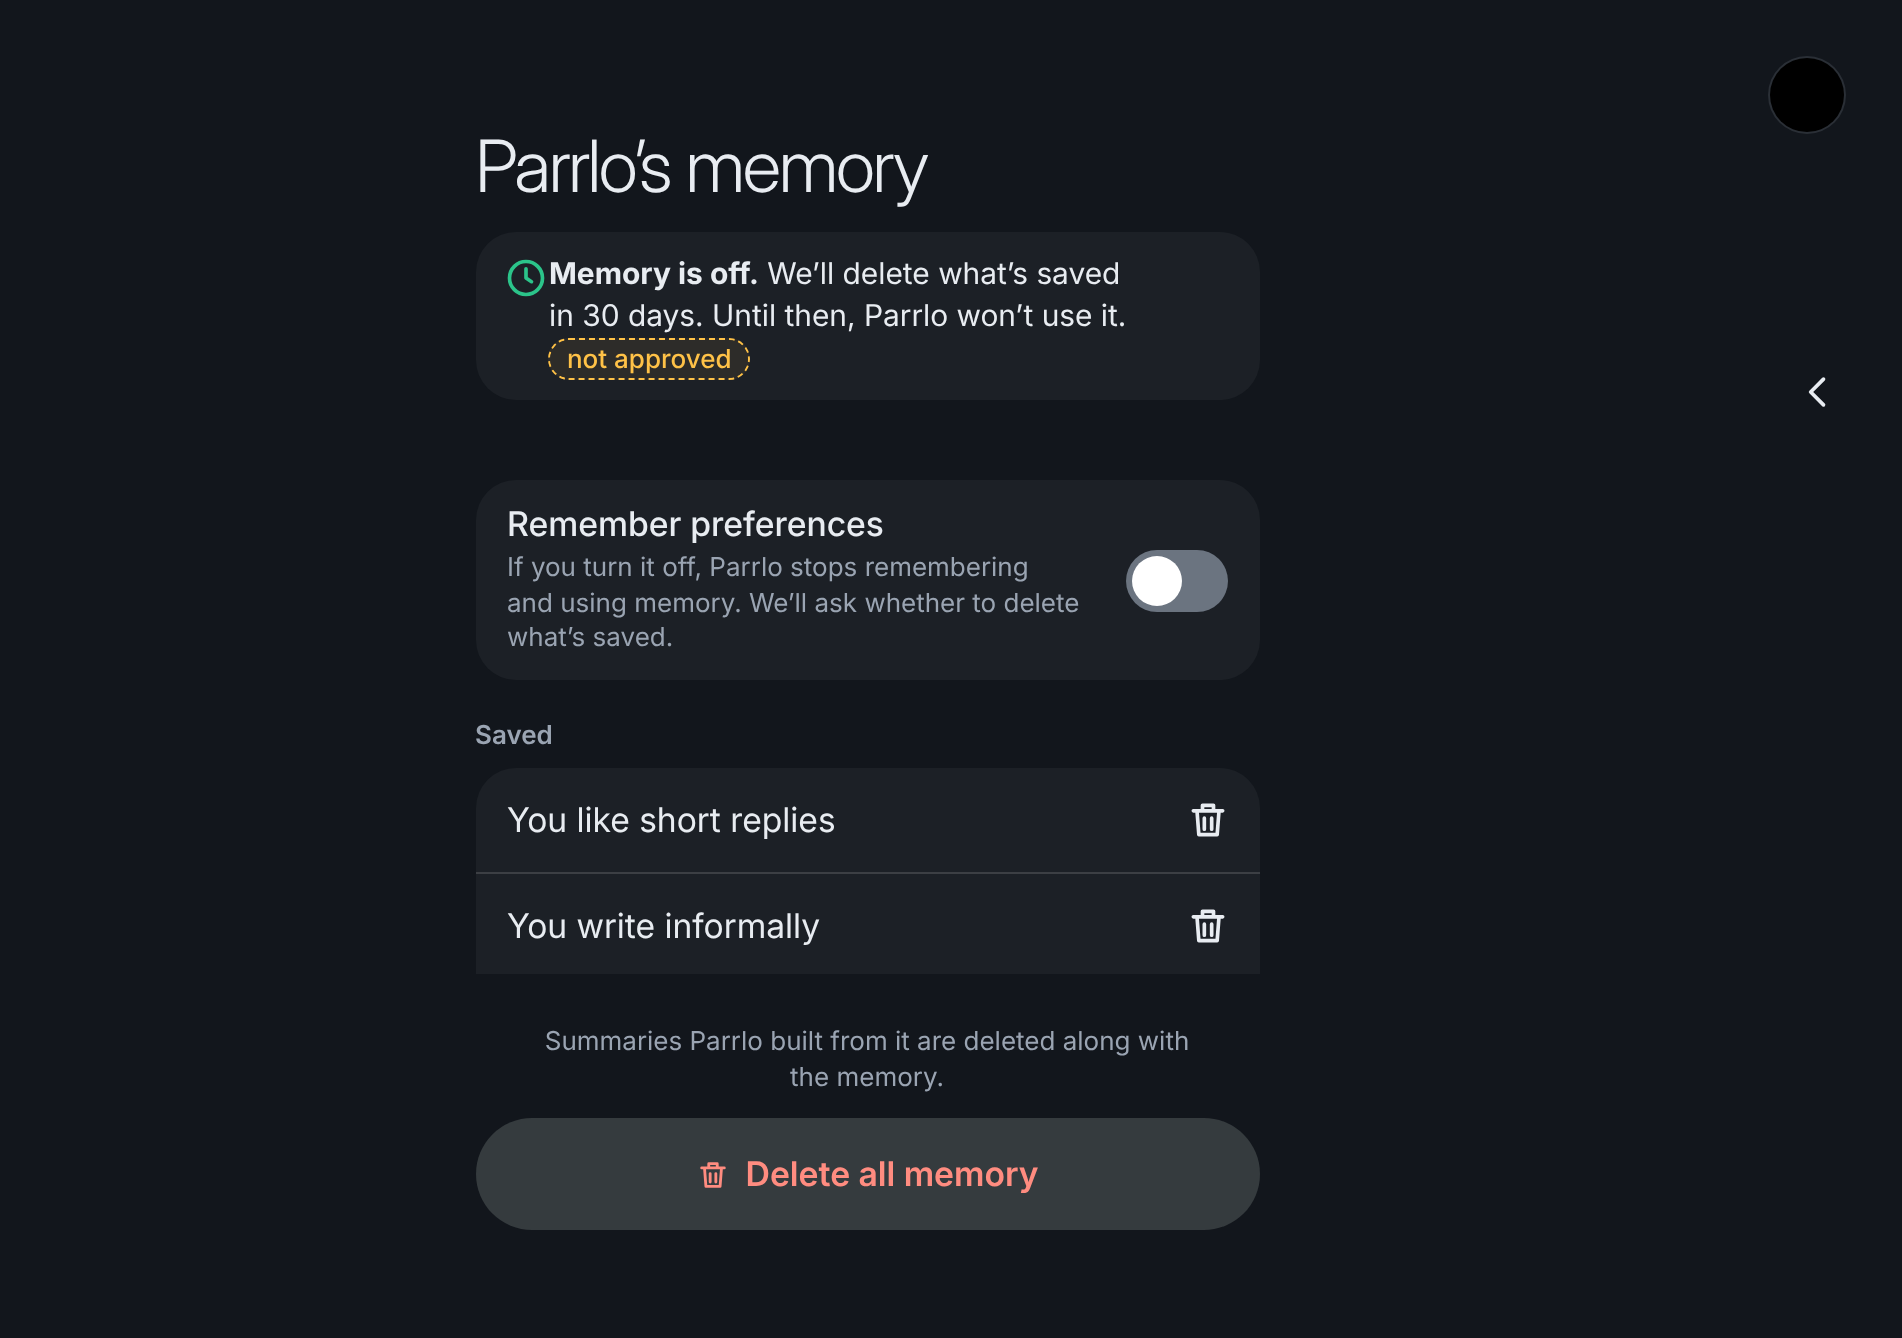 Parrlo’s memory
Memory is off. We’ll delete what’s saved
in 30 days. Until then, Parrlo won’t use it.
not approved
Remember preferences
If you turn it off, Parrlo stops remembering
and using memory. We’ll ask whether to delete
what’s saved.
Saved
You like short replies
You write informally
Summaries Parrlo built from it are deleted along with
the memory.
Delete all memory